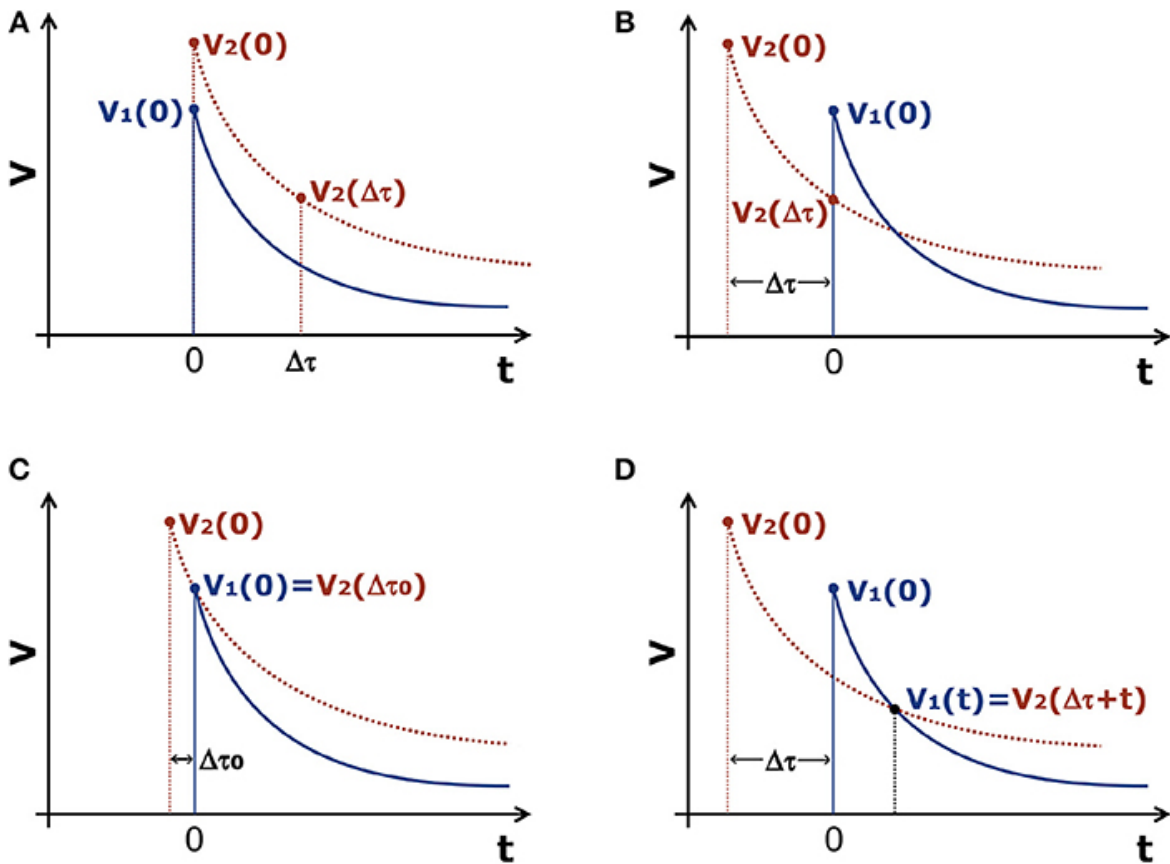 A
V2(0)
V1(0)
V2(Δτ)
V
0
Δτ
t
B
V2(0)
V1(0)
V2(Δτ)
V
Δτ
0
t
C
V2(0)
V1(0)=V2(Δτ0)
V
Δτ0
0
t
D
V2(0)
V1(0)
V
V1(t)=V2(Δτ+t)
Δτ
0
t